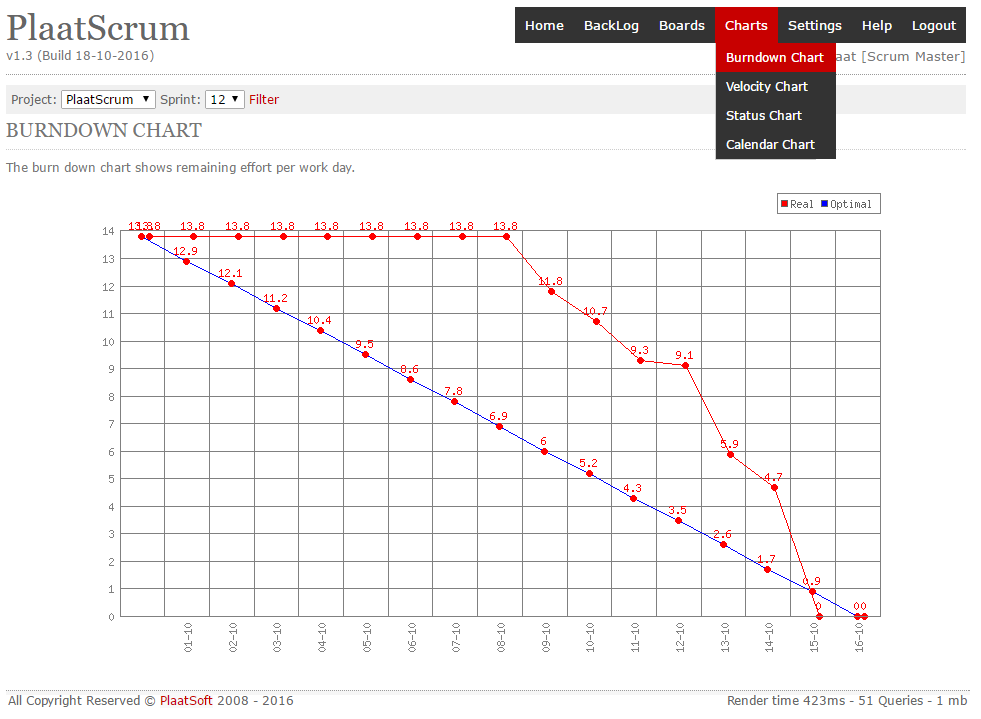 PlaatScrum
Home BackLog Boards Charts Settings Help Logout
v1.3 (Build 18-10-2016)
Burndown Chart
aat [Scrum Master]
Velocity Chart
Status Chart
Calendar Chart
Project: PlaatScrum Sprint: 12 Filter
BURNDOWN CHART
The burn down chart shows remaining effort per work day.
Real Optimal
13.8 13.8 13.8 13.8 13.8 13.8 13.8 13.8 13.8 13.8
14
12.9
13
12.1
12
11.8
11.2
11
10.7
10.4
10
9.5
9.3
9.1
9
8.6
8
7.8
7
6.9
6
6
5.9
5
5.2
4.7
4.3
4
3.5
3
2.6
2
1.7
1
0.9
0
0 0 0
01-10 02-10 03-10 04-10 05-10 06-10 07-10 08-10 09-10 10-10 11-10 12-10 13-10 14-10 15-10 16-10
All Copyright Reserved © PlaatSoft 2008 - 2016
Render time 423ms - 51 Queries - 1 mb